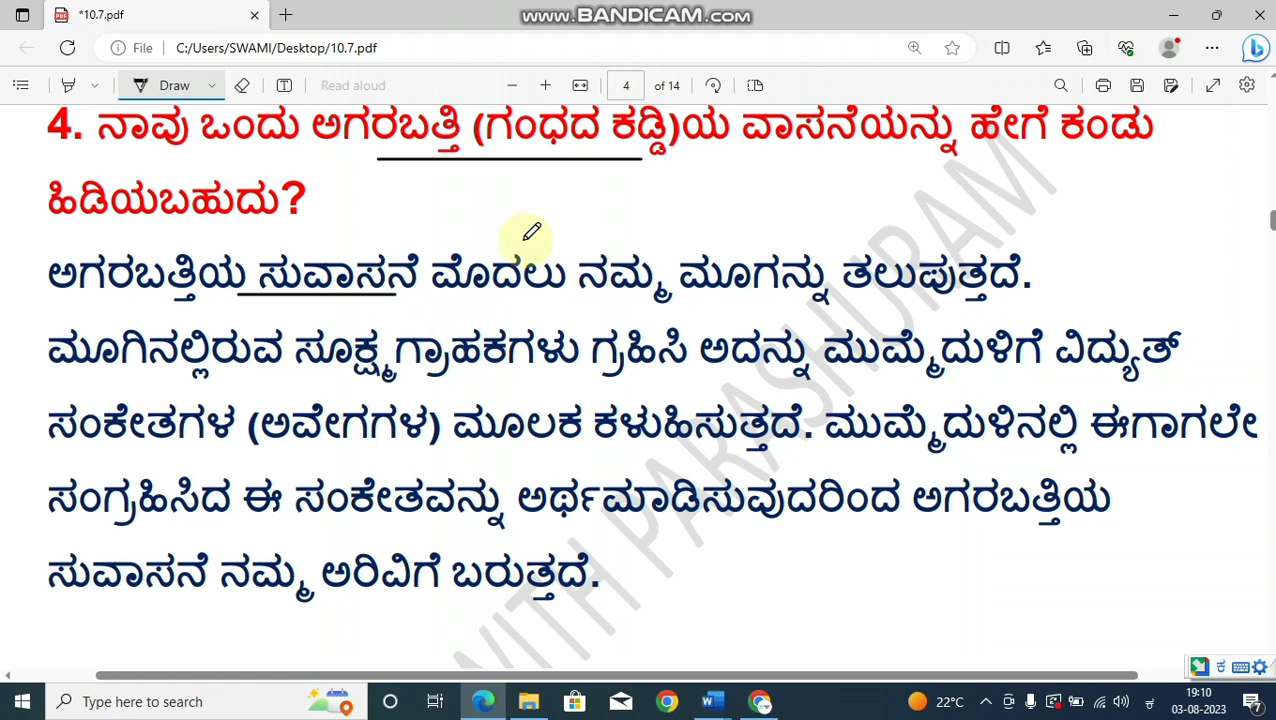 *10.7.pdf
www.BANDICAM.com
File C:/Users/SWAMI/Desktop/10.7.pdf
Draw Read aloud 4 of 14
4. ನಾವು ಒಂದು ಅಗರಬತ್ತಿ (ಗಂಧದ ಕಡ್ಡಿ)ಯ ವಾಸನೆಯನ್ನು ಹೇಗೆ ಕಂಡು
ಹಿಡಿಯಬಹುದು?
ಅಗರಬತ್ತಿಯ ಸುವಾಸನೆ ಮೊದಲು ನಮ್ಮ ಮೂಗನ್ನು ತಲುಪುತ್ತದೆ.
ಮೂಗಿನಲ್ಲಿರುವ ಸೂಕ್ಷ್ಮಗ್ರಾಹಕಗಳು ಗ್ರಹಿಸಿ ಅದನ್ನು ಮುಮ್ಮೆದುಳಿಗೆ ವಿದ್ಯುತ್
ಸಂಕೇತಗಳ (ಅವೇಗಗಳ) ಮೂಲಕ ಕಳುಹಿಸುತ್ತದೆ. ಮುಮ್ಮೆದುಳಿನಲ್ಲಿ ಈಗಾಗಲೇ
ಸಂಗ್ರಹಿಸಿದ ಈ ಸಂಕೇತವನ್ನು ಅರ್ಥಮಾಡಿಸುವುದರಿಂದ ಅಗರಬತ್ತಿಯ
ಸುವಾಸನೆ ನಮ್ಮ ಅರಿವಿಗೆ ಬರುತ್ತದೆ.
WITH PARASHURAM
Type here to search
22°C
19:10
03-08-2023
7